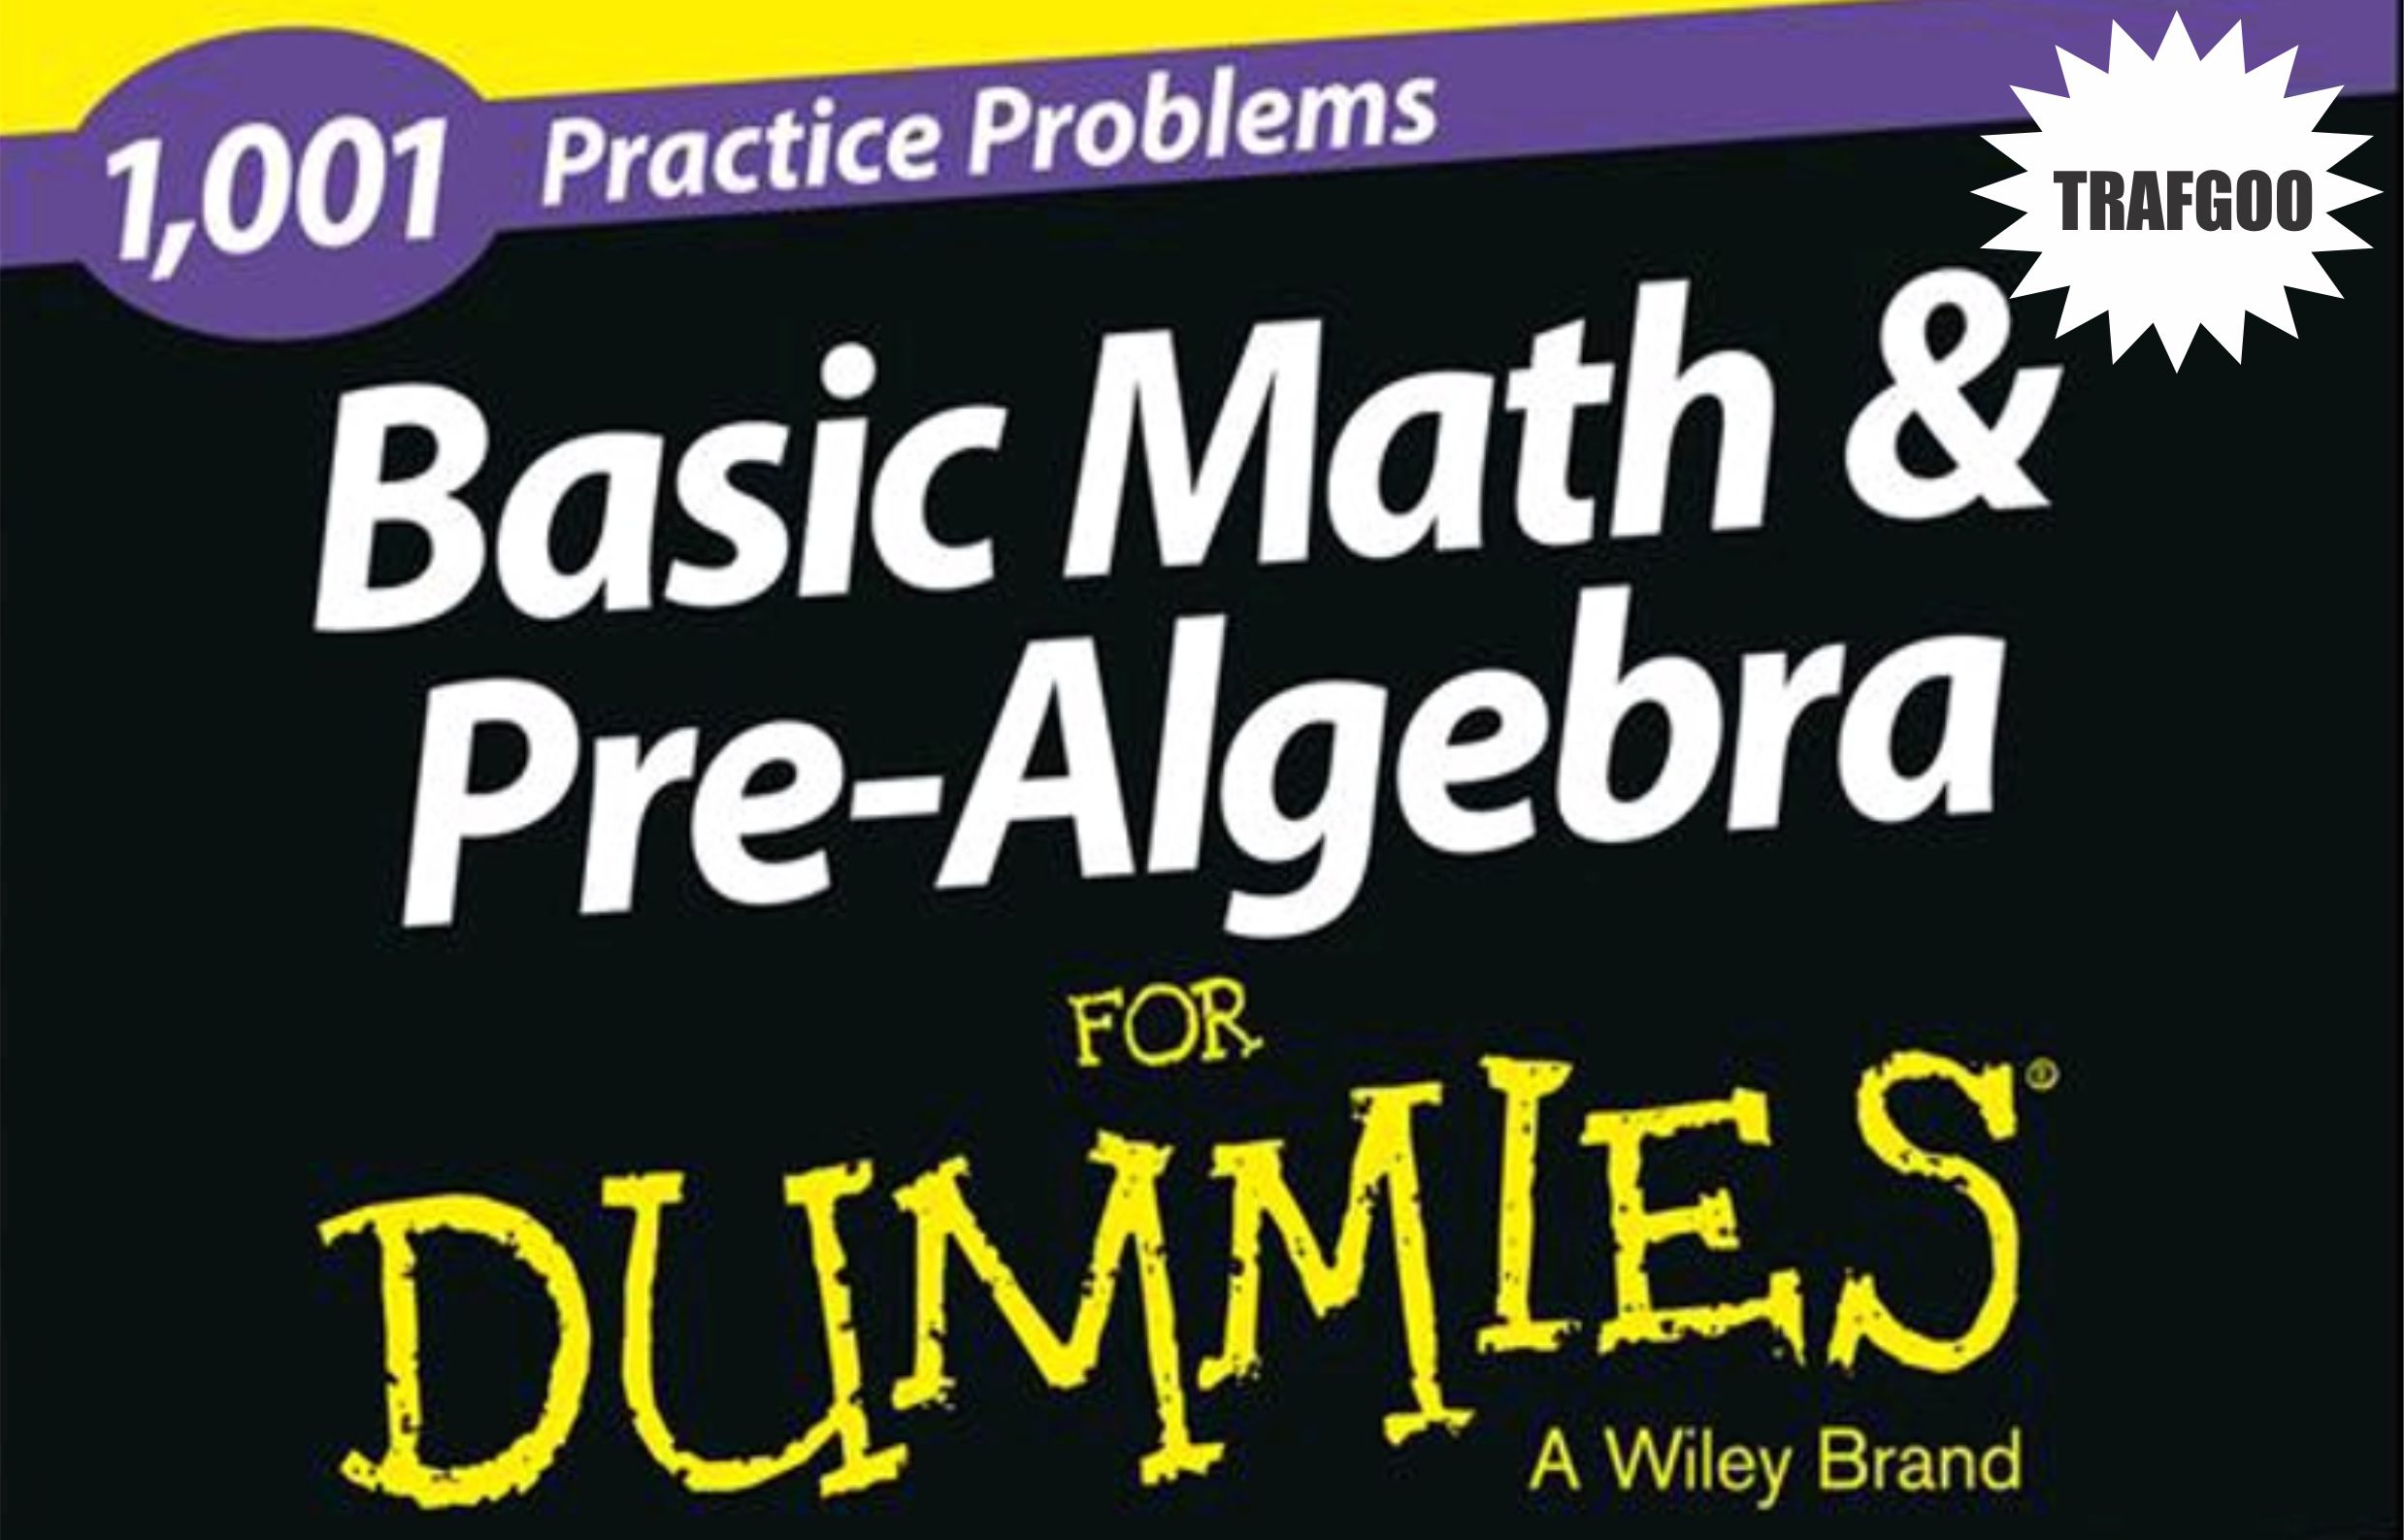 1,001 Practice Problems
TRAFGOO
Basic Math &
Pre-Algebra
FOR
DUMMIES®
A Wiley Brand